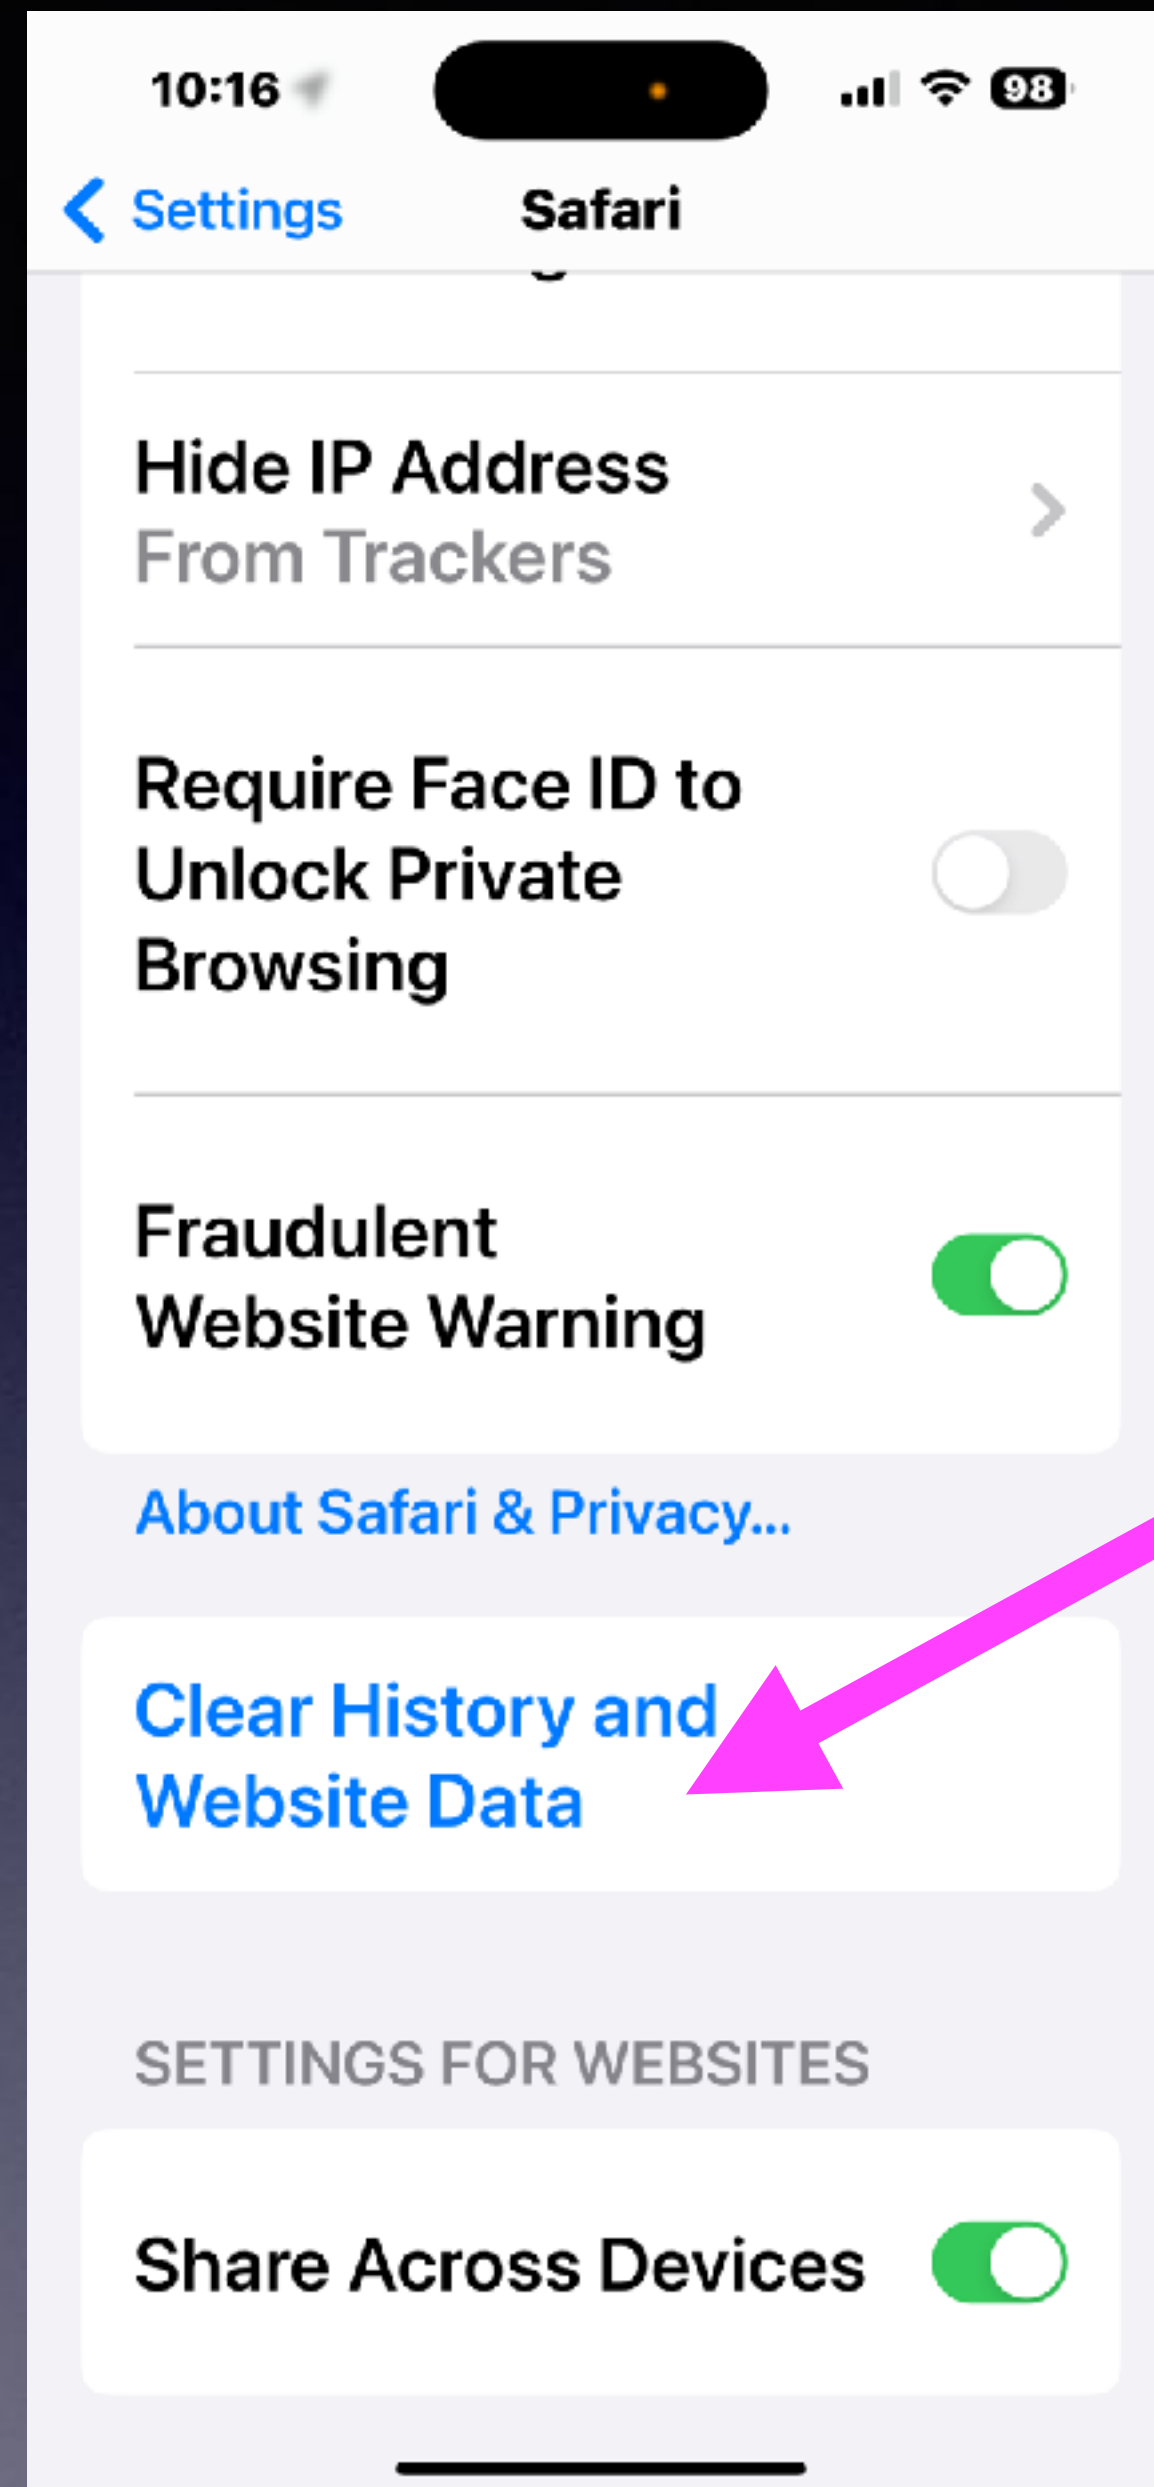 10:16
98
Settings
Safari
Hide IP Address
From Trackers
Require Face ID to
Unlock Private
Browsing
Fraudulent
Website Warning
About Safari & Privacy...
Clear History and
Website Data
SETTINGS FOR WEBSITES
Share Across Devices